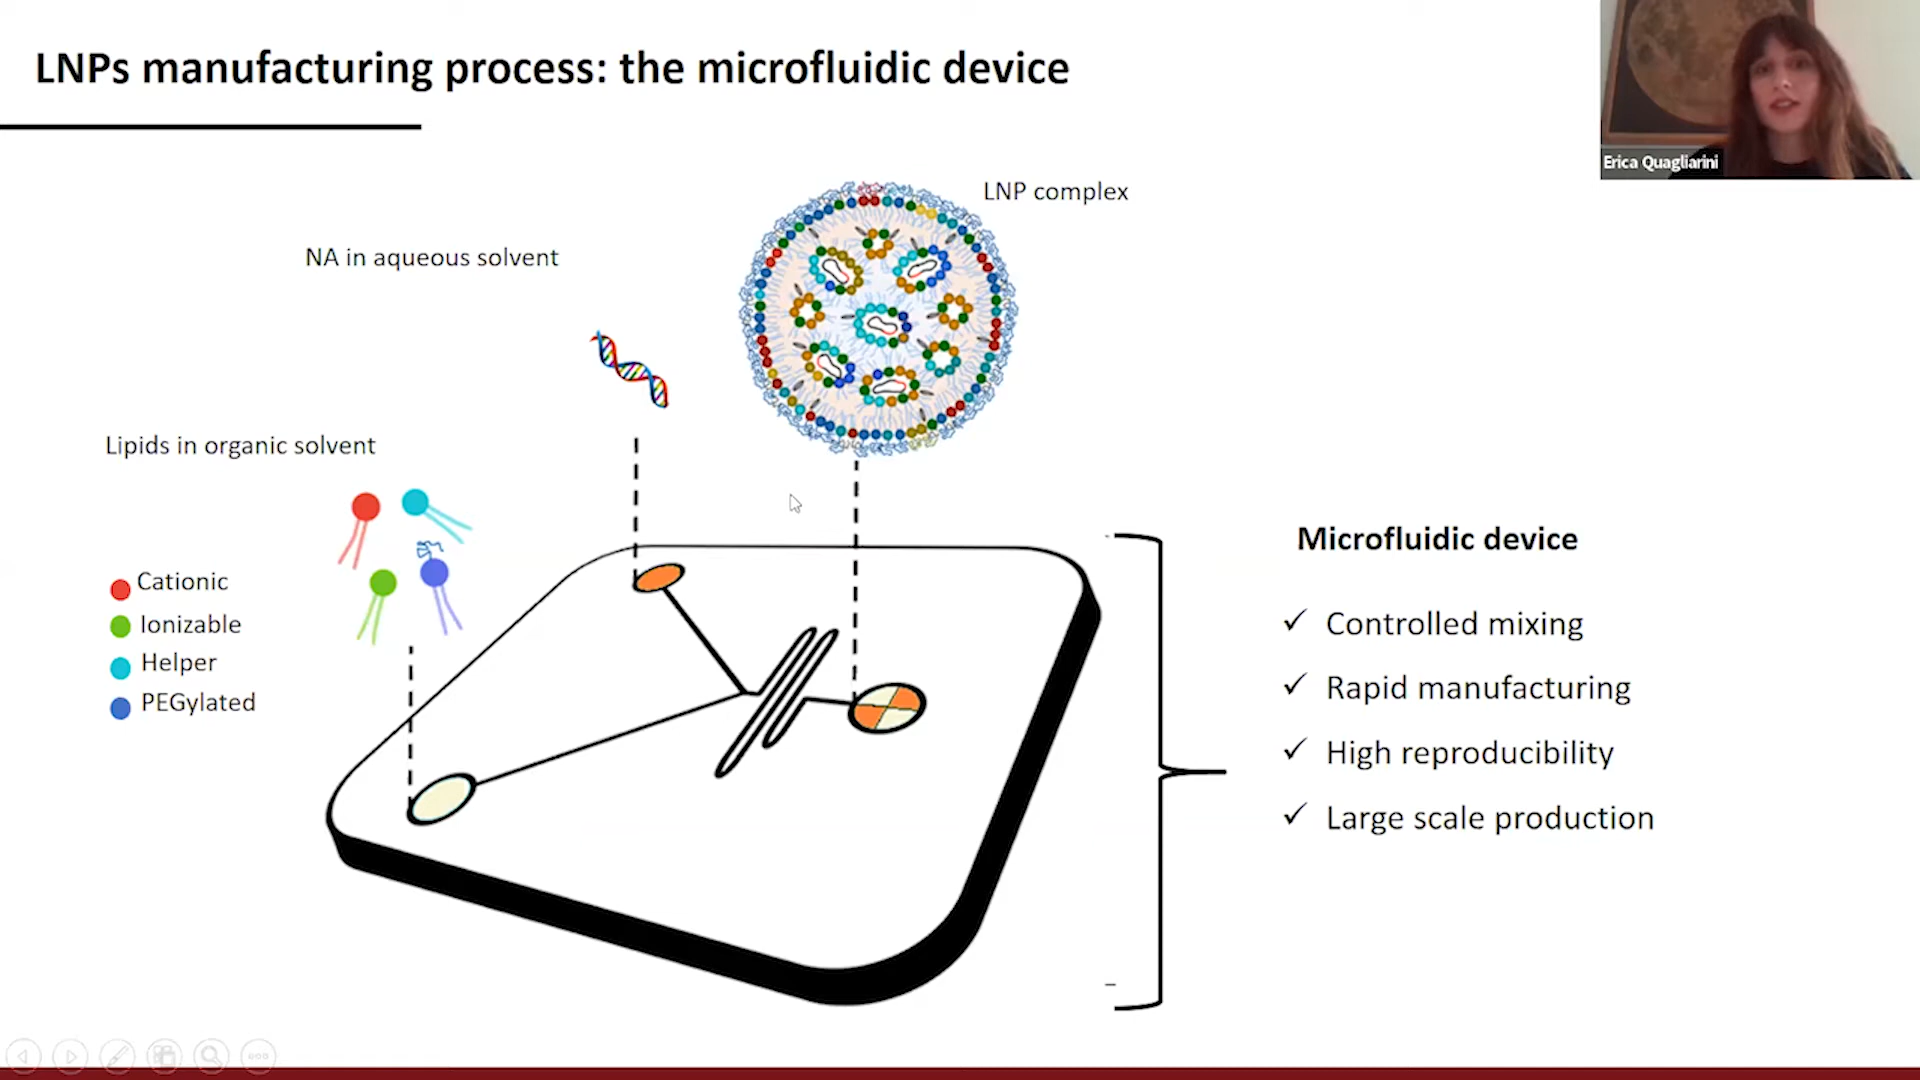 LNPs manufacturing process: the microfluidic device
Erica Quagliarini
LNP complex
NA in aqueous solvent
Lipids in organic solvent
Cationic
Ionizable
Helper
PEGylated
Microfluidic device
✓ Controlled mixing
✓ Rapid manufacturing
✓ High reproducibility
✓ Large scale production